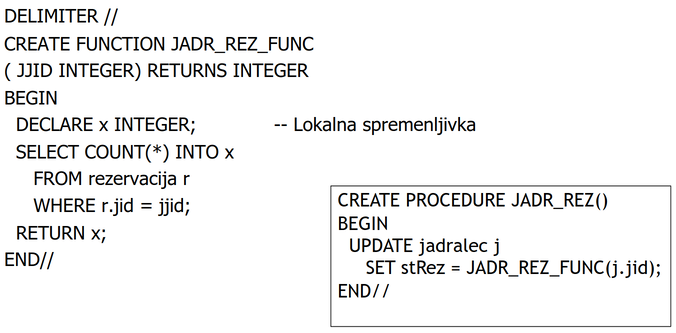 DELIMITER //
CREATE FUNCTION JADR_REZ_FUNC
( JJID INTEGER) RETURNS INTEGER
BEGIN
DECLARE x INTEGER; -- Lokalna spremenljivka
SELECT COUNT(*) INTO x
FROM rezervacija r
WHERE r.jid = jjid;
RETURN x;
END//
CREATE PROCEDURE JADR_REZ()
BEGIN
UPDATE jadralec j
SET stRez = JADR_REZ_FUNC(j.jid);
END//